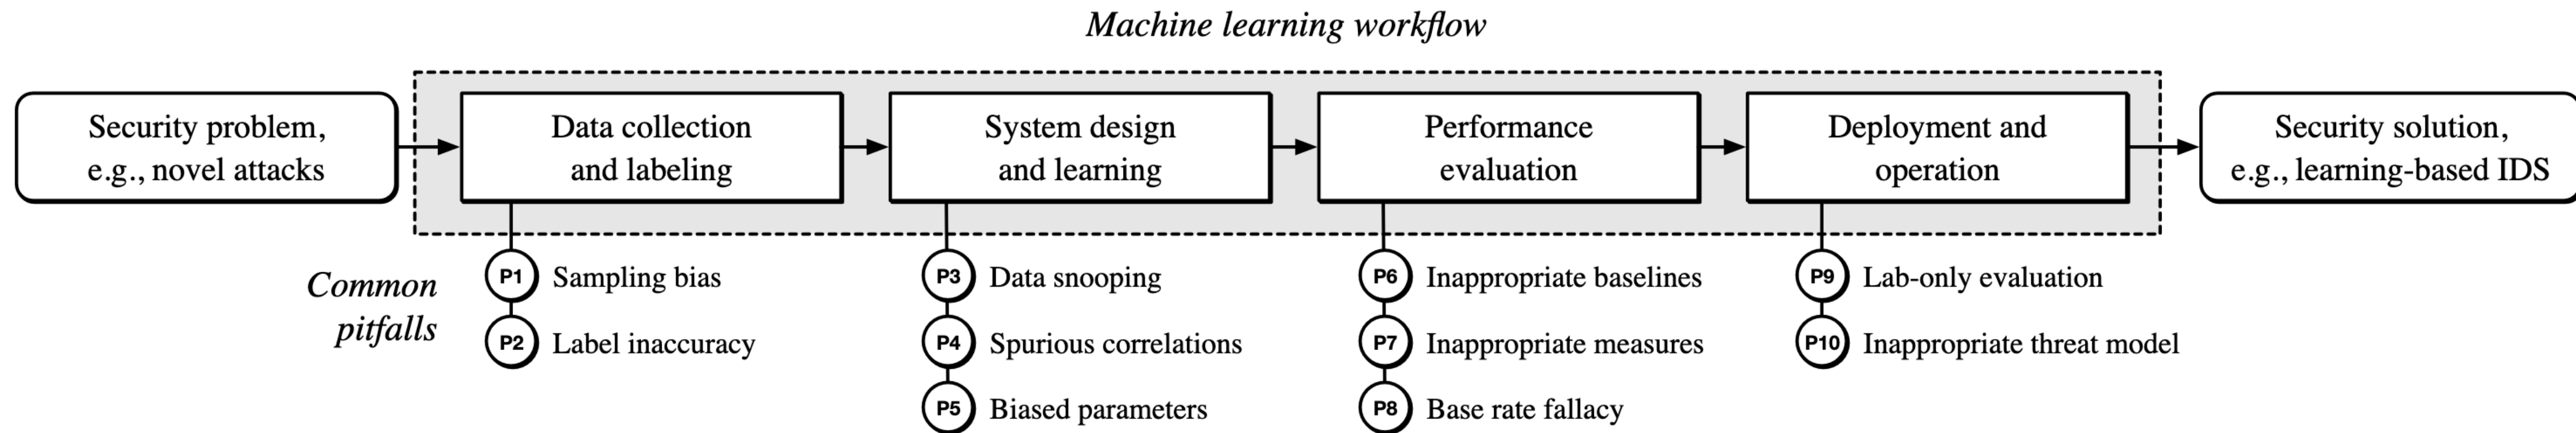 Machine learning workflow
Security problem,
e.g., novel attacks
Data collection
and labeling
System design
and learning
Performance
evaluation
Deployment and
operation
Security solution,
e.g., learning-based IDS
Common
pitfalls
P1 Sampling bias
P2 Label inaccuracy
P3 Data snooping
P4 Spurious correlations
P5 Biased parameters
P6 Inappropriate baselines
P7 Inappropriate measures
P8 Base rate fallacy
P9 Lab-only evaluation
P10 Inappropriate threat model